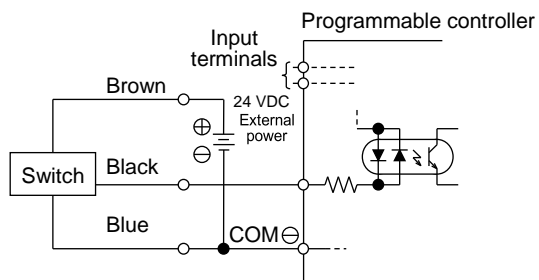 Programmable controller
Input
terminals
Brown
24 VDC
External
power
⊕
⊖
Switch
Black
Blue
COM⊖